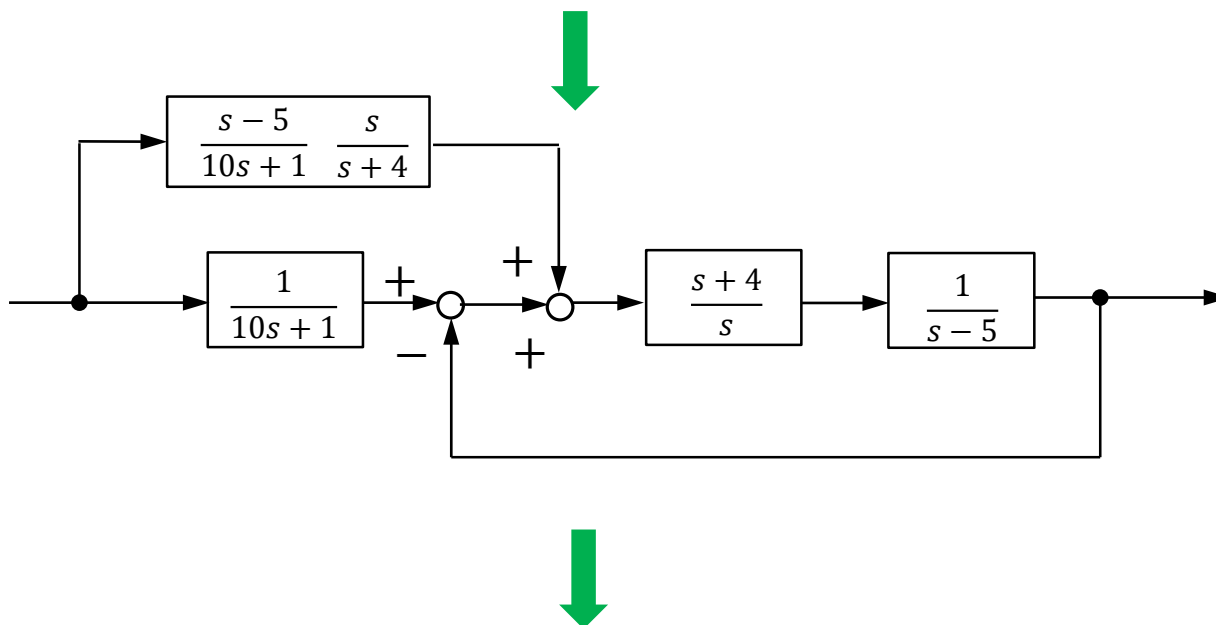 s − 5 s
10s + 1 s + 4
+
1
10s + 1
+
−
+
s + 4
s
1
s − 5